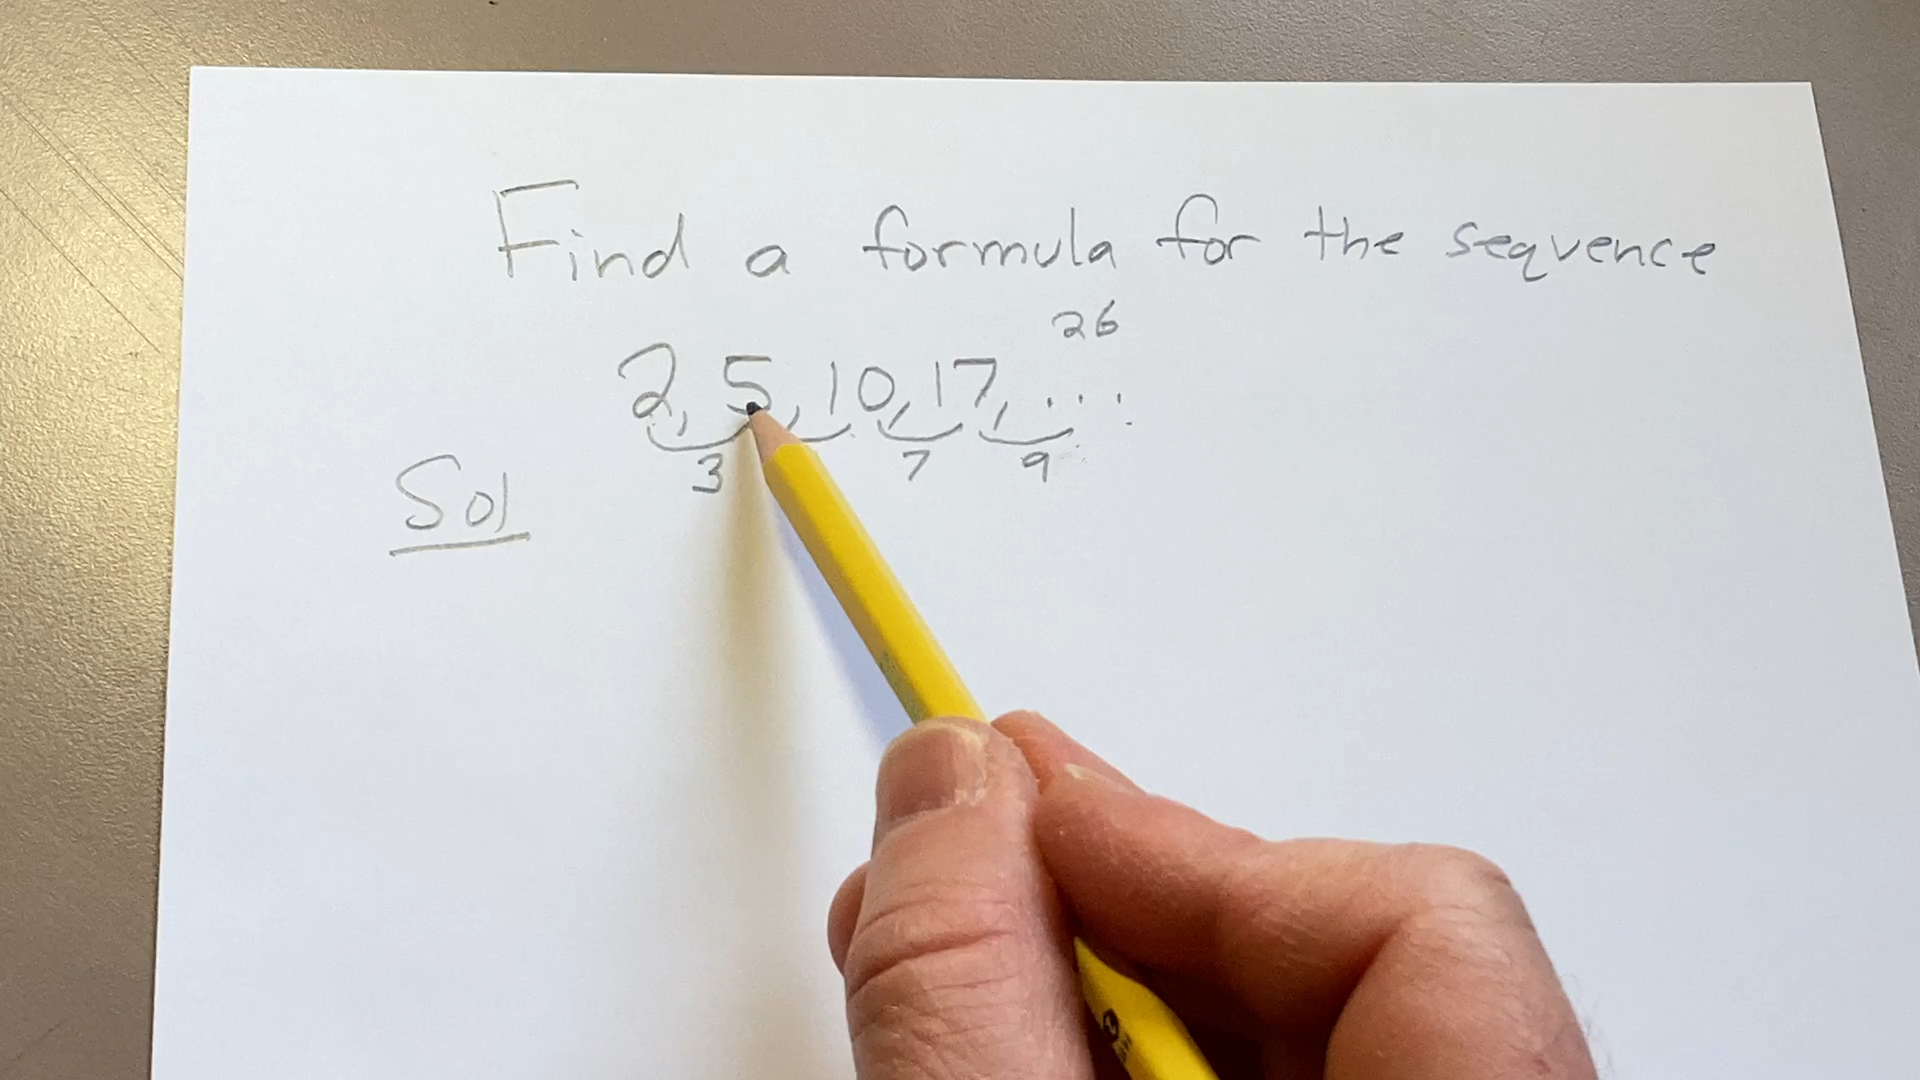 Find a formula for the sequence
26
2, 5, 10, 17, ...
3 7 9
Sol